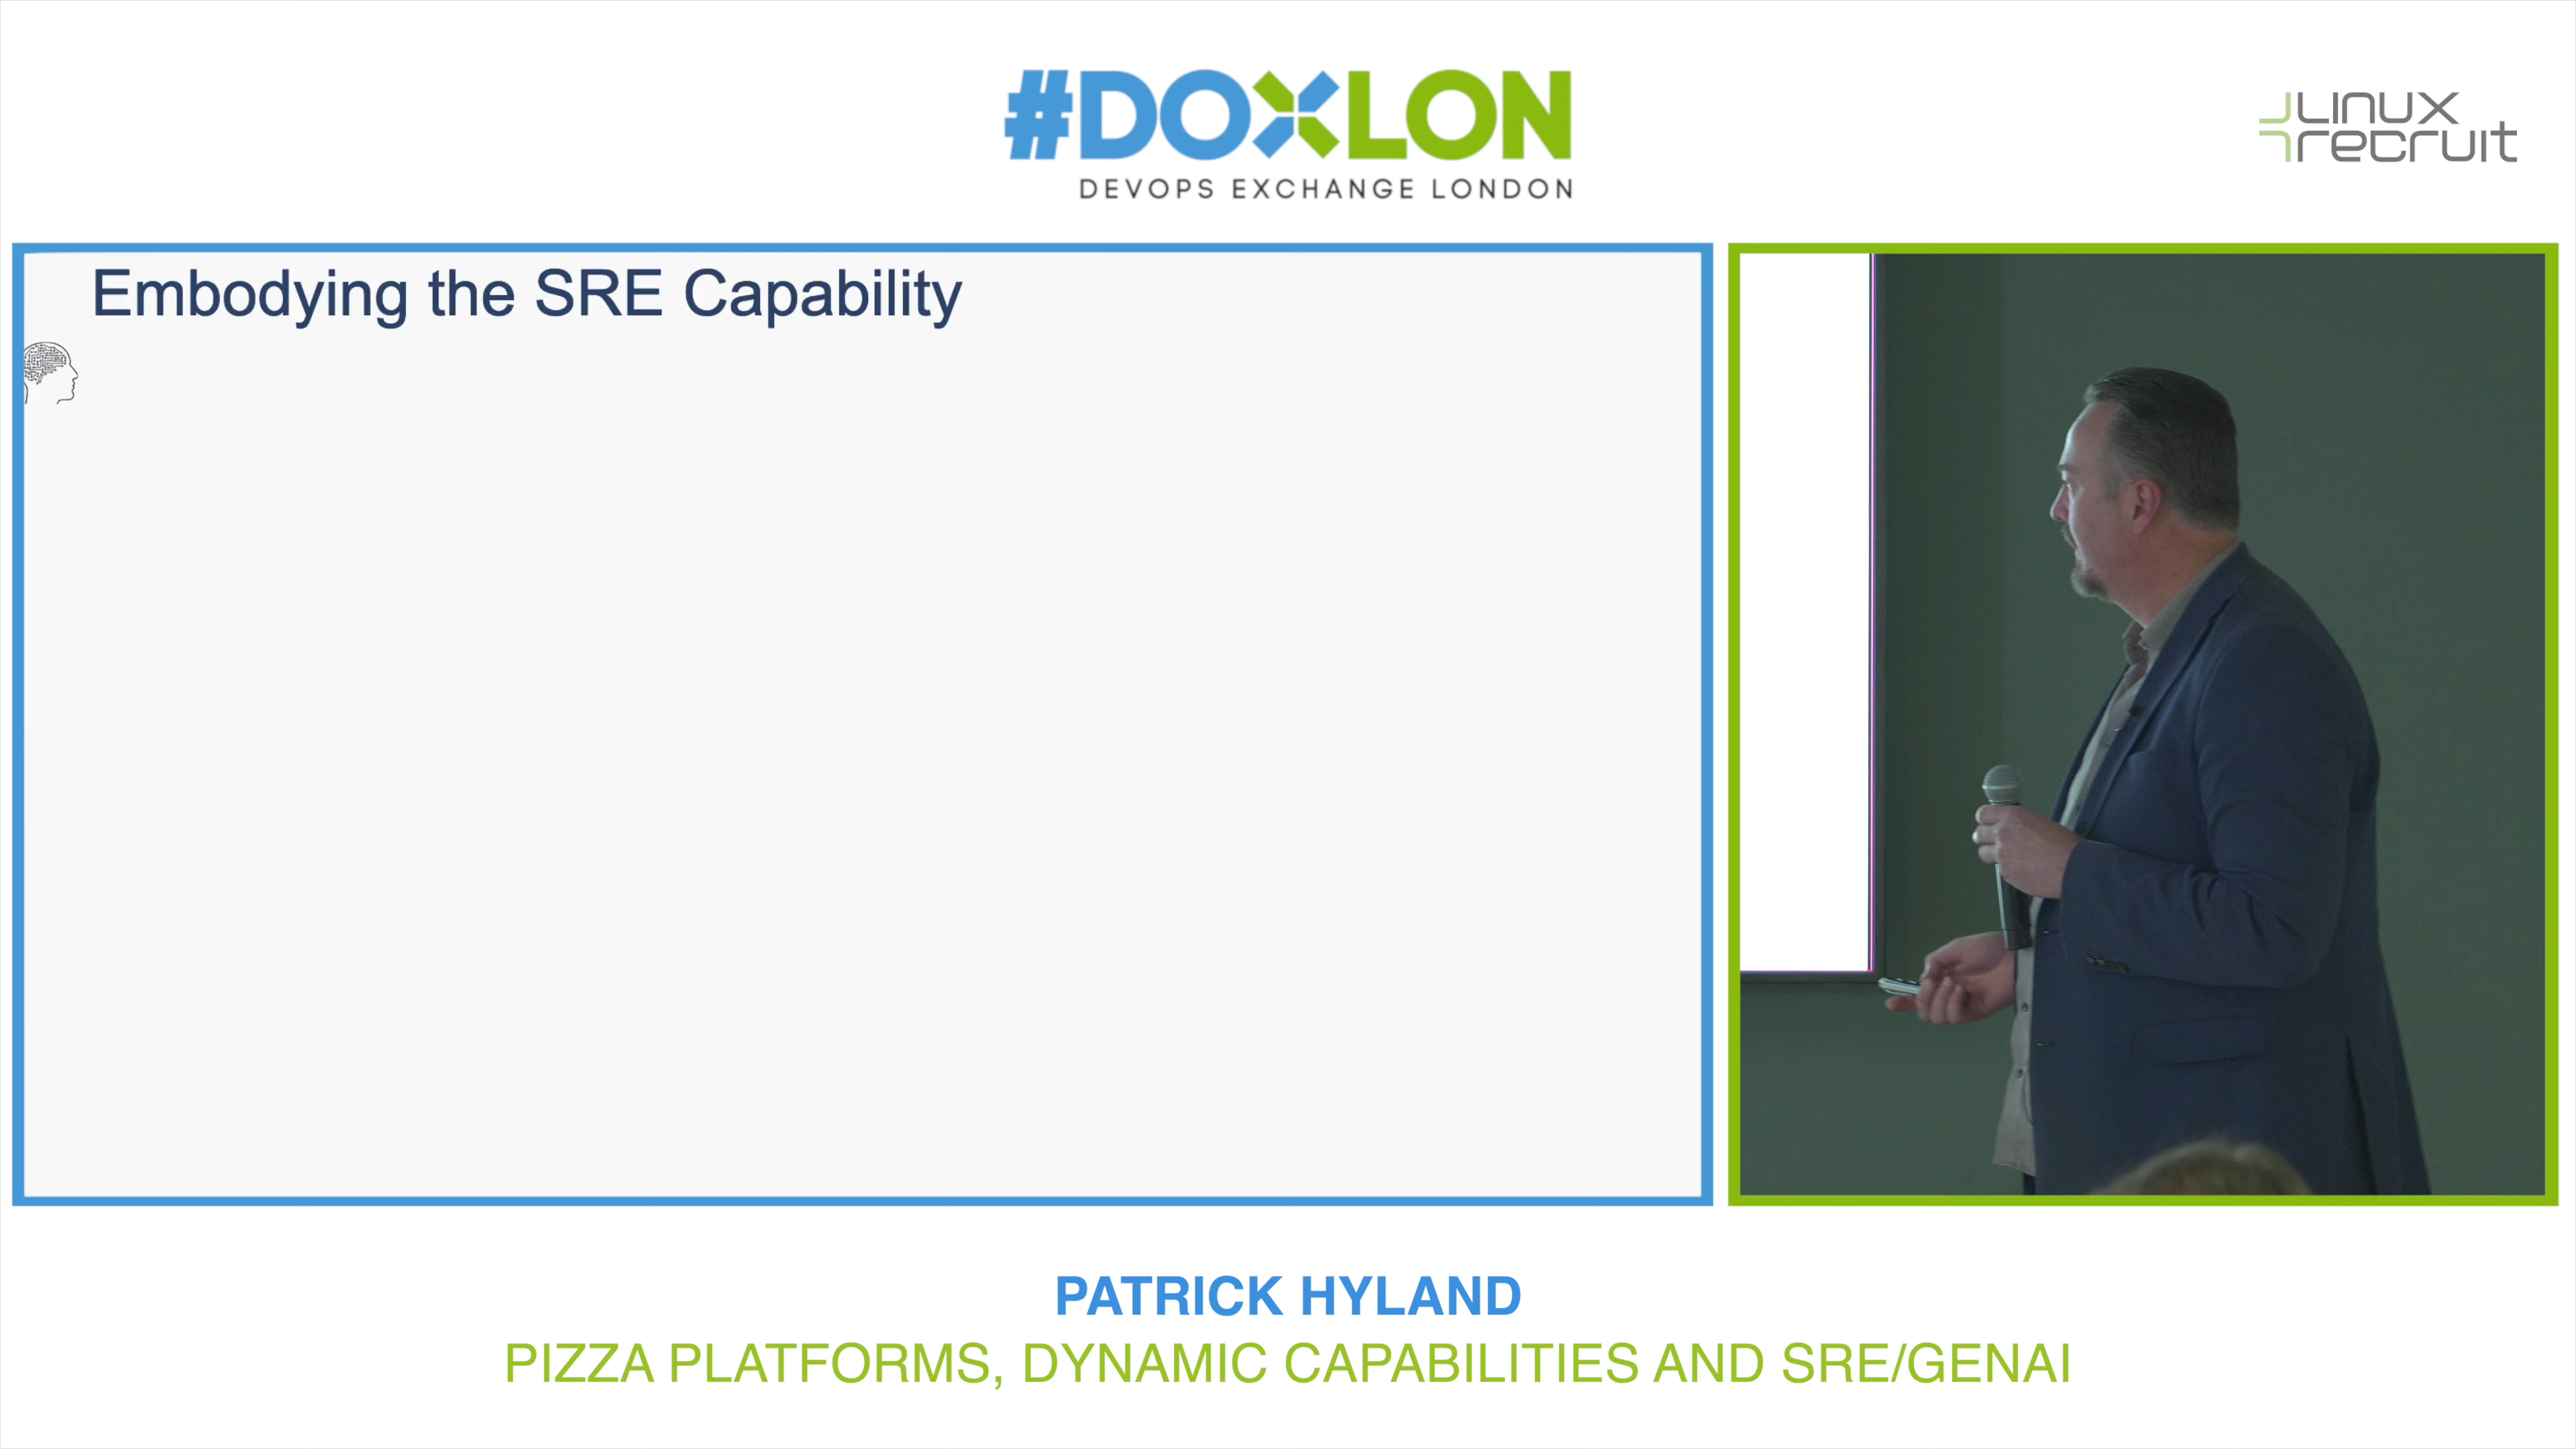 #DOXLON
DEVOPS EXCHANGE LONDON
LINUX
recruit
Embodying the SRE Capability
PATRICK HYLAND
PIZZA PLATFORMS, DYNAMIC CAPABILITIES AND SRE/GENAI